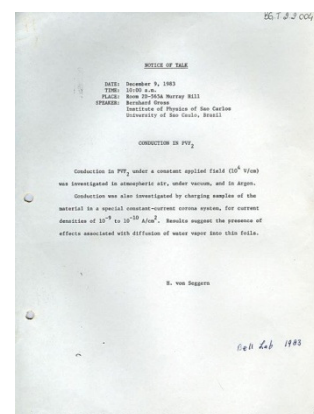 BG.T 22.004
NOTICE OF TALK
DATE: December 9, 1983
TIME: 10:00 a.m.
PLACE: Room 2D-565A Murray Hill
SPEAKER: Bernhard Gross
Institute of Physics of Sao Carlos
University of Sao Paulo, Brazil
CONDUCTION IN PVF₂
Conduction in PVF₂ under a constant applied field (10⁶ V/cm)
was investigated in atmospheric air, under vacuum, and in Argon.
Conduction was also investigated by charging samples of the
material in a special constant-current corona system, for current
densities of 10⁻⁹ to 10⁻¹⁰ A/cm². Results suggest the presence of
effects associated with diffusion of water vapor into thin foils.
H. von Seggern
Bell Lab 1983